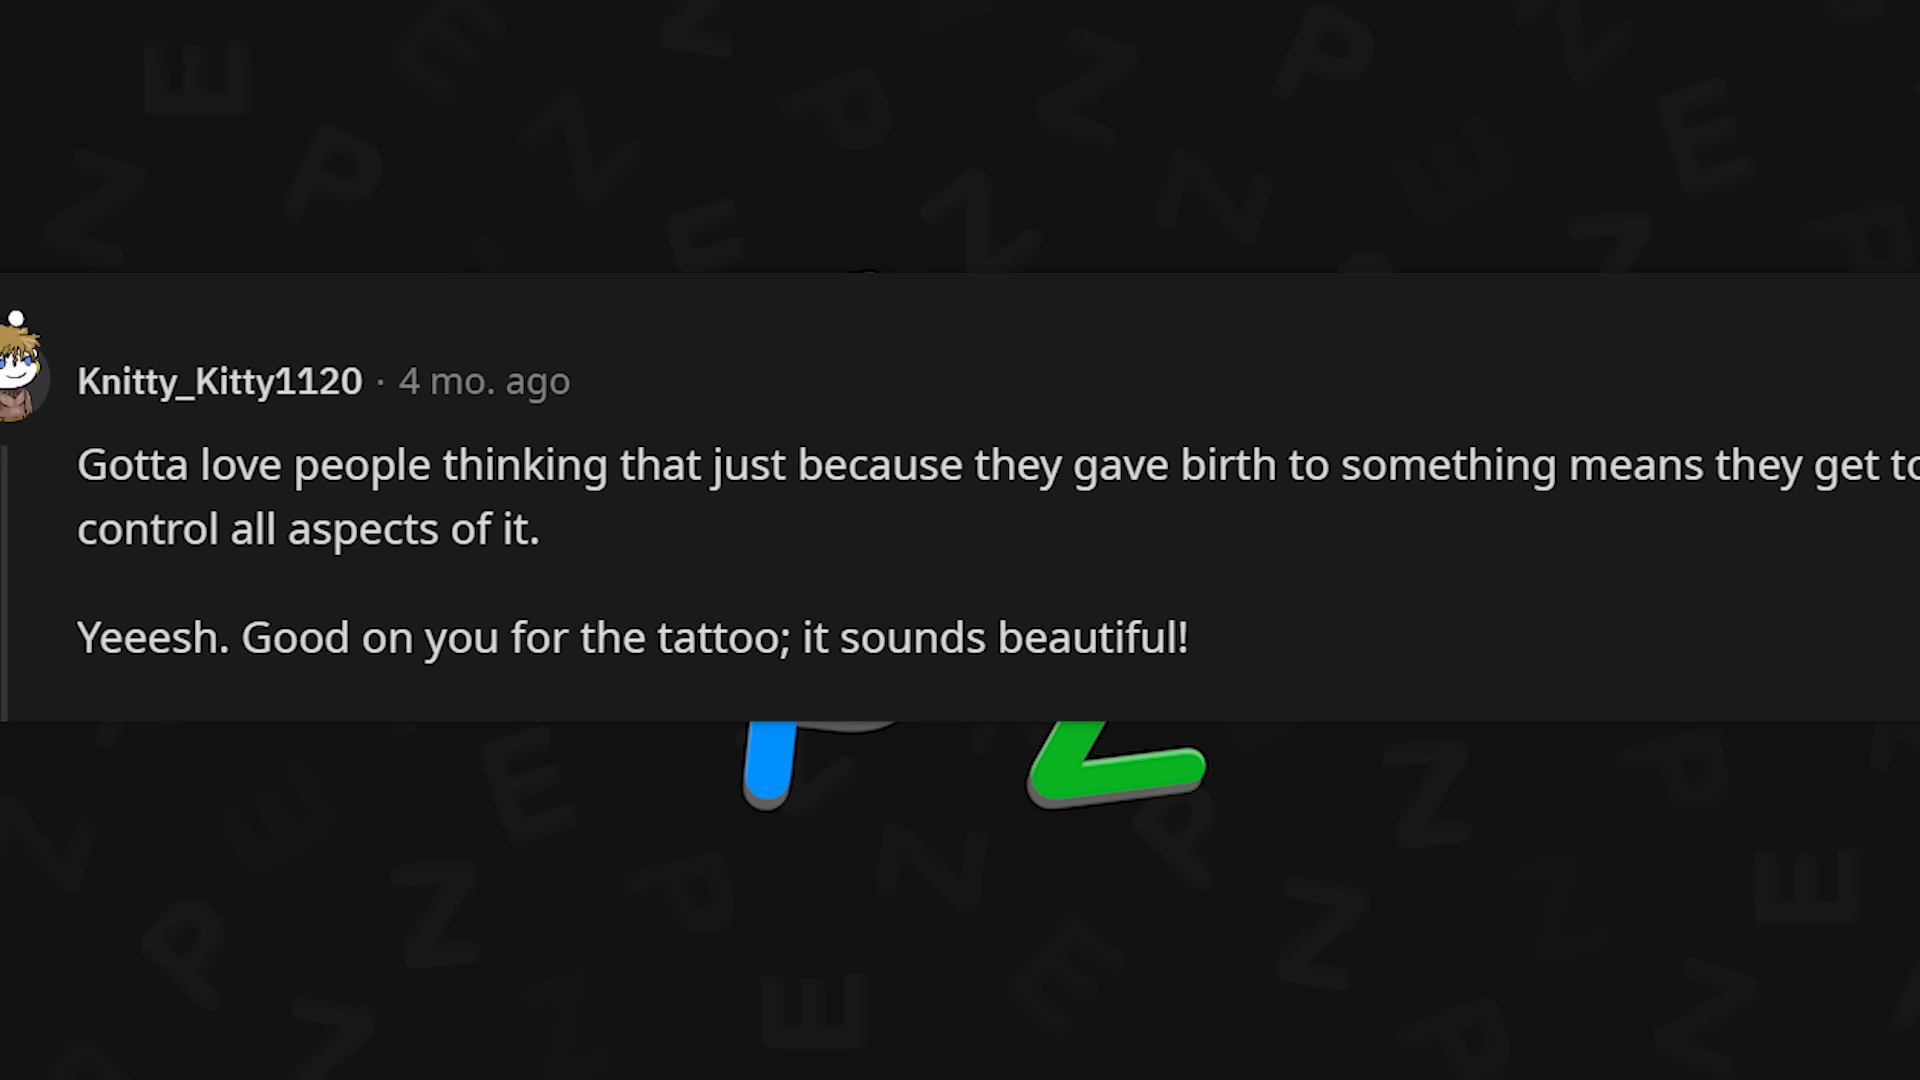 Knitty_Kitty1120 · 4 mo. ago
Gotta love people thinking that just because they gave birth to something means they get to
control all aspects of it.
Yeeesh. Good on you for the tattoo; it sounds beautiful!